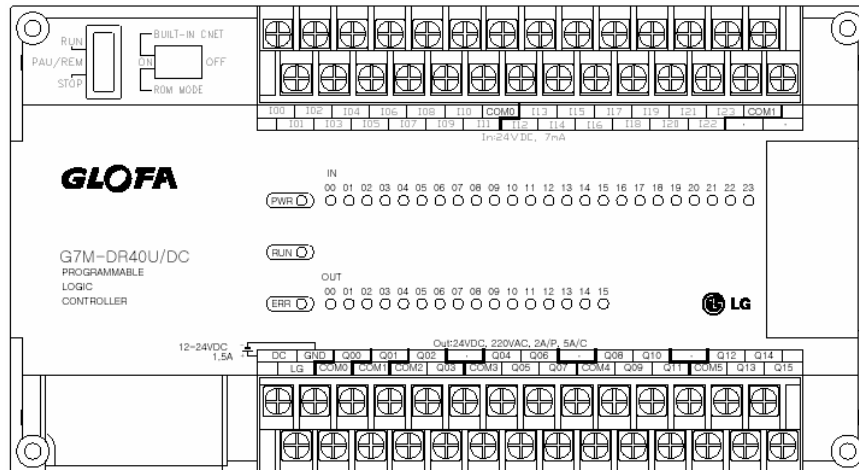 RUN
PAU/REM
STOP
BUILT-IN CNET
ON OFF
ROM MODE
I00 I02 I04 I06 I08 I10 COM0 I13 I15 I17 I19 I21 I23 COM1
I01 I03 I05 I07 I09 I11 I12 I14 I16 I18 I20 I22 · ·
In:24VDC, 7mA
GLOFA
IN
00 01 02 03 04 05 06 07 08 09 10 11 12 13 14 15 16 17 18 19 20 21 22 23
PWR
G7M-DR40U/DC
PROGRAMMABLE
LOGIC
CONTROLLER
RUN
OUT
00 01 02 03 04 05 06 07 08 09 10 11 12 13 14 15
ERR
LG
12-24VDC
1.5A
Out:24VDC, 220VAC, 2A/P, 5A/C
DC GND Q00 Q01 Q02 · Q04 Q06 · Q08 Q10 · Q12 Q14
LG COM0 COM1 COM2 Q03 COM3 Q05 Q07 COM4 Q09 Q11 COM5 Q13 Q15